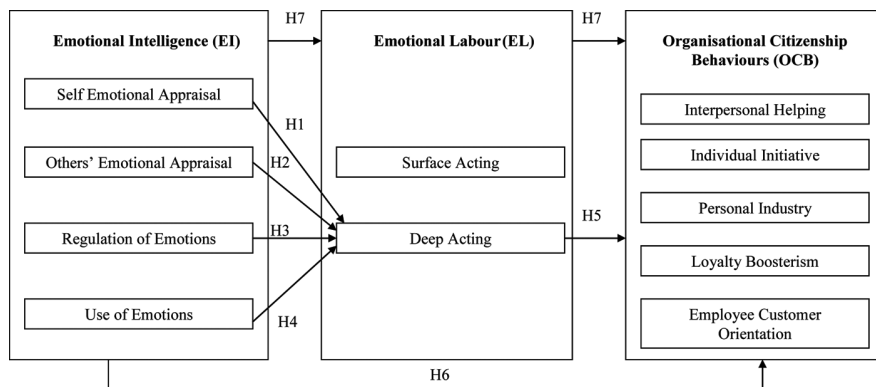 H7
H7
Emotional Intelligence (EI)
Emotional Labour (EL)
Organisational Citizenship
Behaviours (OCB)
Self Emotional Appraisal
Interpersonal Helping
H1
Others' Emotional Appraisal
H2
Surface Acting
Individual Initiative
Personal Industry
Regulation of Emotions
H3
Deep Acting
H5
Loyalty Boosterism
Use of Emotions
H4
Employee Customer
Orientation
H6